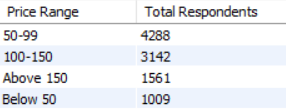 Price Range Total Respondents
50-99 4288
100-150 3142
Above 150 1561
Below 50 1009